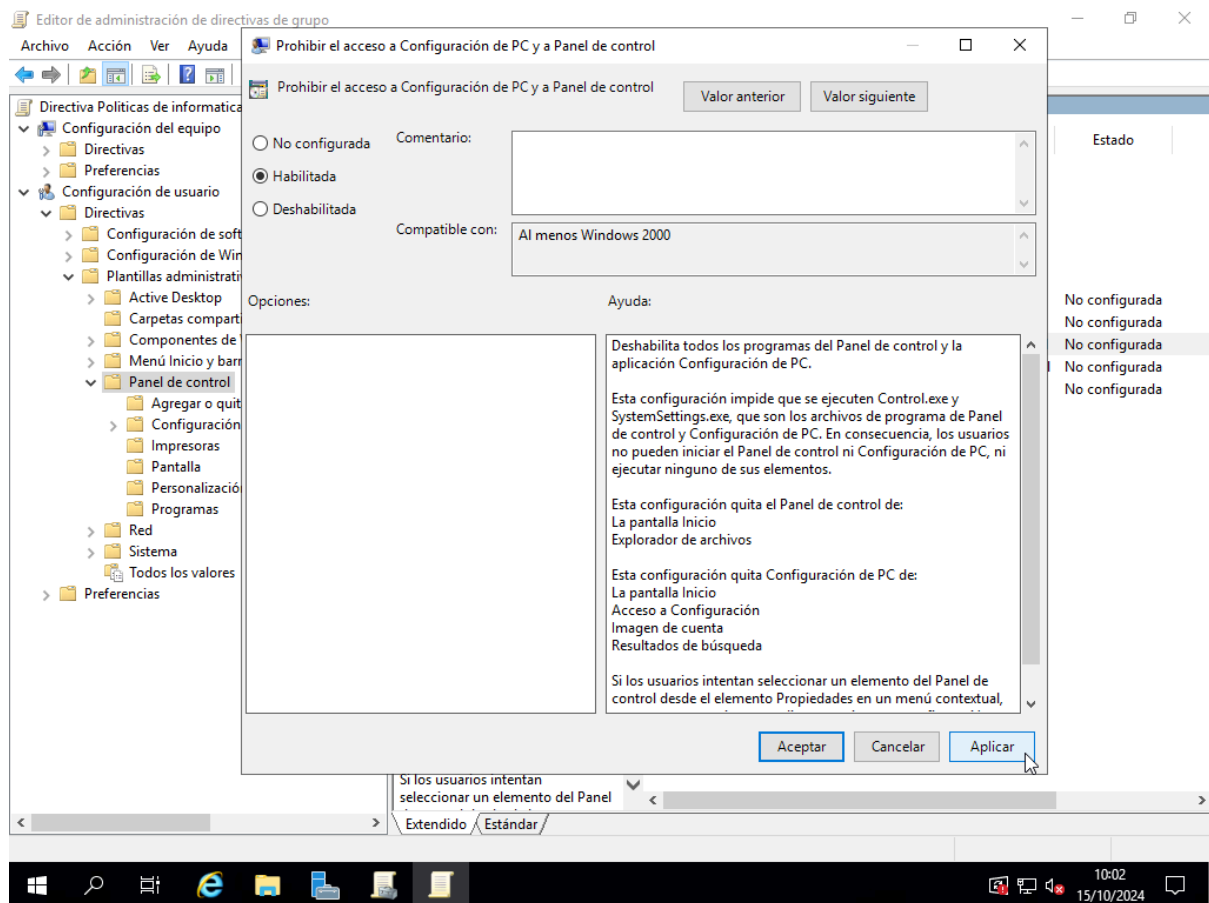 Editor de administración de directivas de grupo
Archivo Acción Ver Ayuda
Directiva Politicas de informatica
Configuración del equipo
Directivas
Preferencias
Configuración de usuario
Directivas
Configuración de soft
Configuración de Win
Plantillas administrati
Active Desktop
Carpetas comparti
Componentes de
Menú Inicio y barr
Panel de control
Agregar o quit
Configuración
Impresoras
Pantalla
Personalizació
Programas
Red
Sistema
Todos los valores
Preferencias
Prohibir el acceso a Configuración de PC y a Panel de control
Prohibir el acceso a Configuración de PC y a Panel de control
Valor anterior
Valor siguiente
No configurada
Habilitada
Deshabilitada
Comentario:
Compatible con:
Al menos Windows 2000
Opciones:
Ayuda:
Deshabilita todos los programas del Panel de control y la
aplicación Configuración de PC.
Esta configuración impide que se ejecuten Control.exe y
SystemSettings.exe, que son los archivos de programa de Panel
de control y Configuración de PC. En consecuencia, los usuarios
no pueden iniciar el Panel de control ni Configuración de PC, ni
ejecutar ninguno de sus elementos.
Esta configuración quita el Panel de control de:
La pantalla Inicio
Explorador de archivos
Esta configuración quita Configuración de PC de:
La pantalla Inicio
Acceso a Configuración
Imagen de cuenta
Resultados de búsqueda
Si los usuarios intentan seleccionar un elemento del Panel de
control desde el elemento Propiedades en un menú contextual,
Aceptar
Cancelar
Aplicar
Estado
No configurada
No configurada
No configurada
No configurada
No configurada
Si los usuarios intentan
seleccionar un elemento del Panel
Extendido Estándar
10:02
15/10/2024